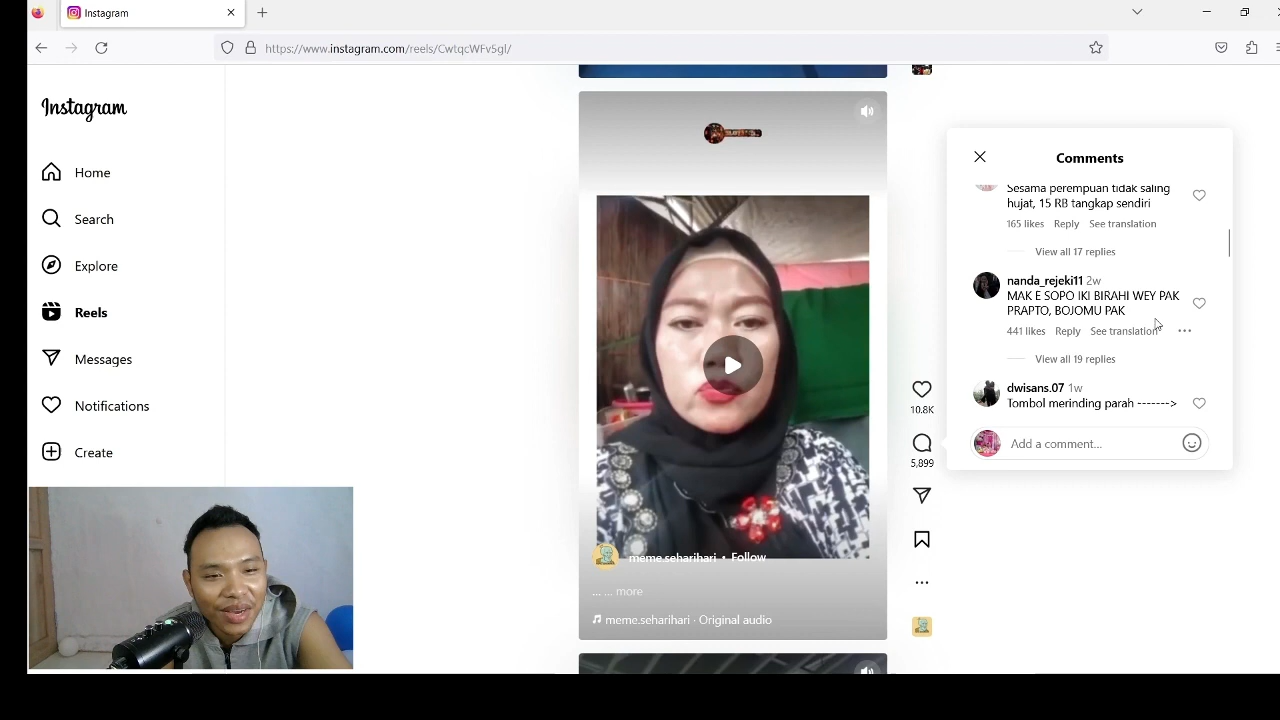 Instagram
https://www.instagram.com/reels/CwtqcWFv5gI/
Instagram
Home
Search
Explore
Reels
Messages
Notifications
Create
meme.seharihari • Follow
... ... more
meme.seharihari · Original audio
10.8K
5,899
Comments
Sesama perempuan tidak saling
hujat, 15 RB tangkap sendiri
165 likes Reply See translation
View all 17 replies
nanda_rejeki11 2w
MAK E SOPO IKI BIRAHI WEY PAK
PRAPTO, BOJOMU PAK
441 likes Reply See translation
View all 19 replies
dwisans.07 1w
Tombol merinding parah ------->
Add a comment...